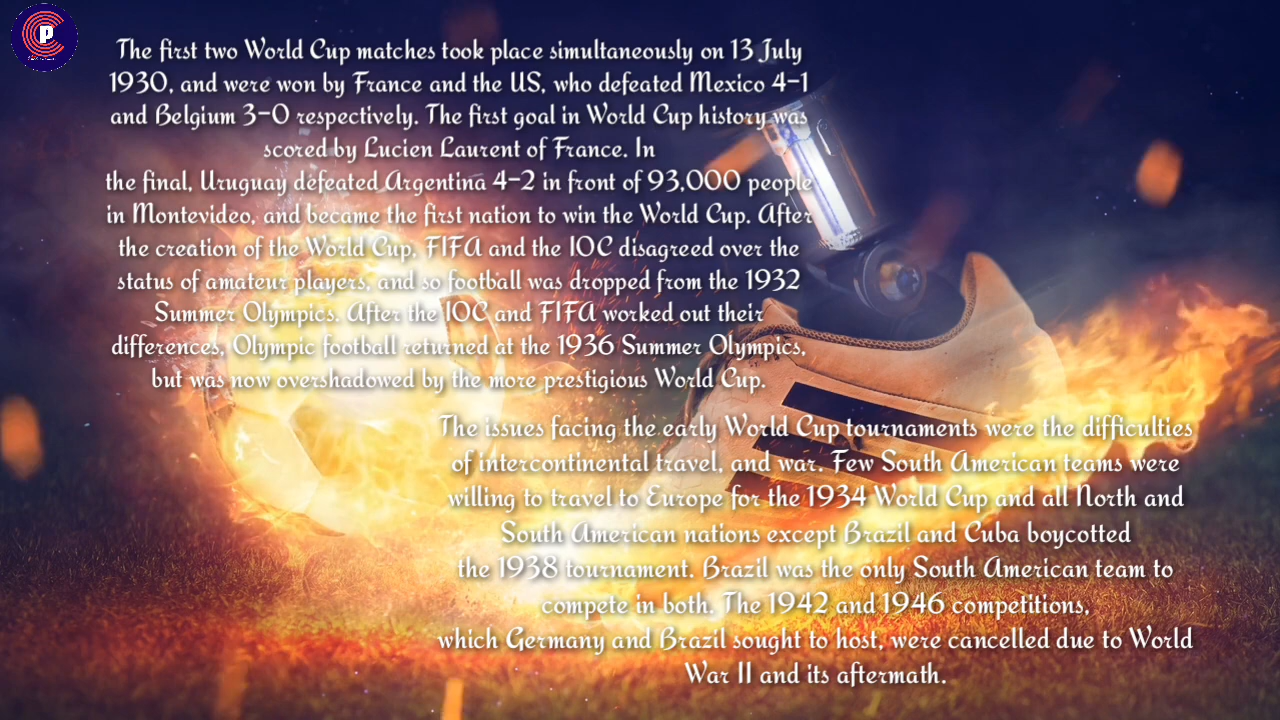 P
The first two World Cup matches took place simultaneously on 13 July
1930, and were won by France and the US, who defeated Mexico 4–1
and Belgium 3–0 respectively. The first goal in World Cup history was
scored by Lucien Laurent of France. In
the final, Uruguay defeated Argentina 4–2 in front of 93,000 people
in Montevideo, and became the first nation to win the World Cup. After
the creation of the World Cup, FIFA and the IOC disagreed over the
status of amateur players, and so football was dropped from the 1932
Summer Olympics. After the IOC and FIFA worked out their
differences, Olympic football returned at the 1936 Summer Olympics,
but was now overshadowed by the more prestigious World Cup.
The issues facing the early World Cup tournaments were the difficulties
of intercontinental travel, and war. Few South American teams were
willing to travel to Europe for the 1934 World Cup and all North and
South American nations except Brazil and Cuba boycotted
the 1938 tournament. Brazil was the only South American team to
compete in both. The 1942 and 1946 competitions,
which Germany and Brazil sought to host, were cancelled due to World
War II and its aftermath.